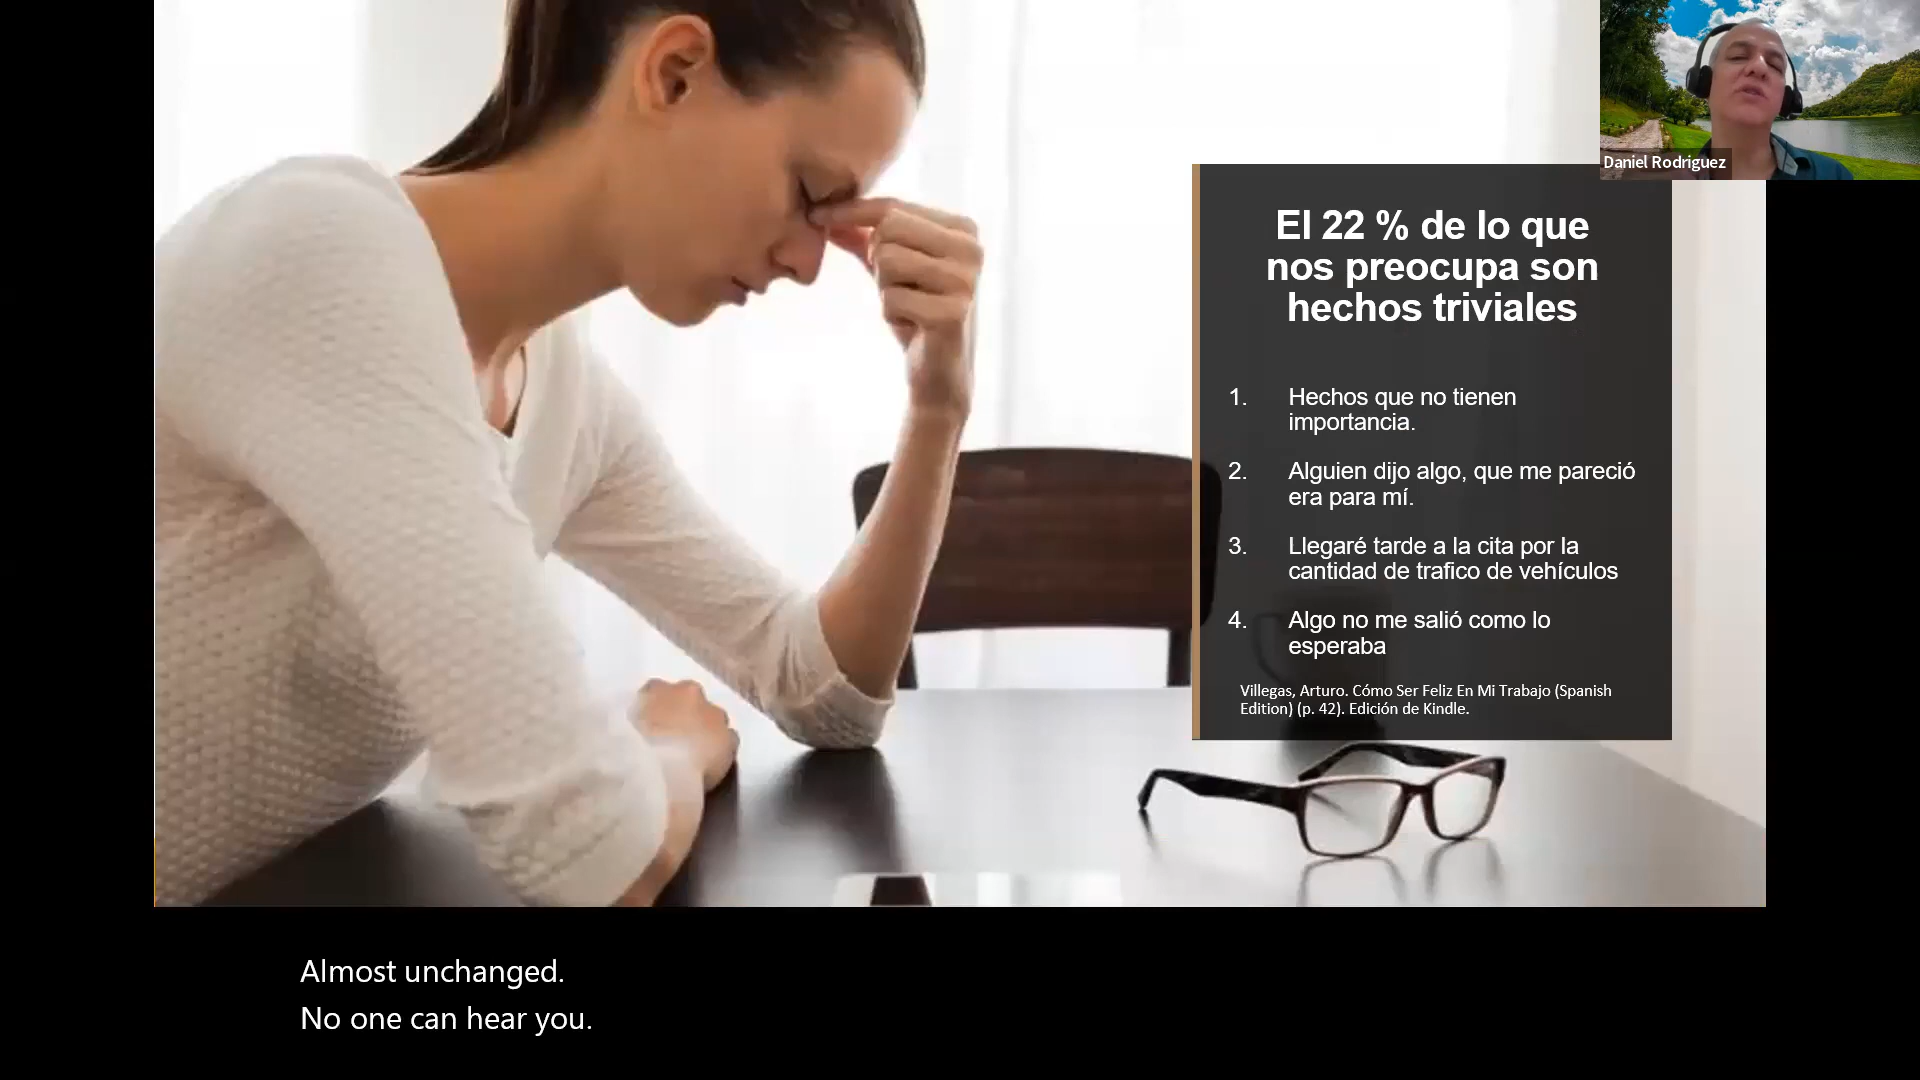 Daniel Rodriguez
El 22 % de lo que
nos preocupa son
hechos triviales
1. Hechos que no tienen
importancia.
2. Alguien dijo algo, que me pareció
era para mí.
3. Llegaré tarde a la cita por la
cantidad de trafico de vehículos
4. Algo no me salió como lo
esperaba
Villegas, Arturo. Cómo Ser Feliz En Mi Trabajo (Spanish
Edition) (p. 42). Edición de Kindle.
Almost unchanged.
No one can hear you.